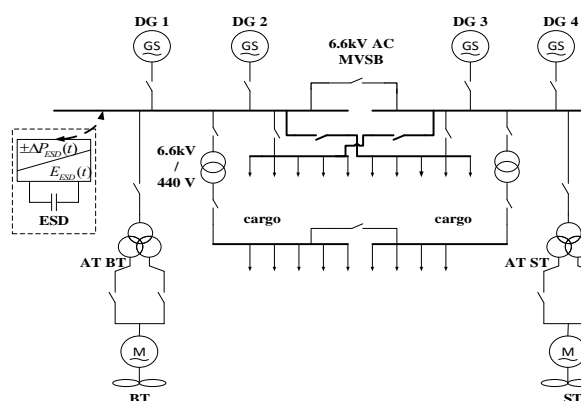 DG 1
DG 2
DG 3
DG 4
GS
GS
GS
GS
6.6kV AC
MVSB
±ΔP_ESD(t)
E_ESD(t)
ESD
6.6kV
/
440 V
cargo
cargo
AT BT
AT ST
M
M
BT
ST